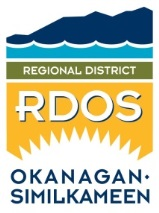 REGIONAL DISTRICT
RDOS
OKANAGAN·
SIMILKAMEEN